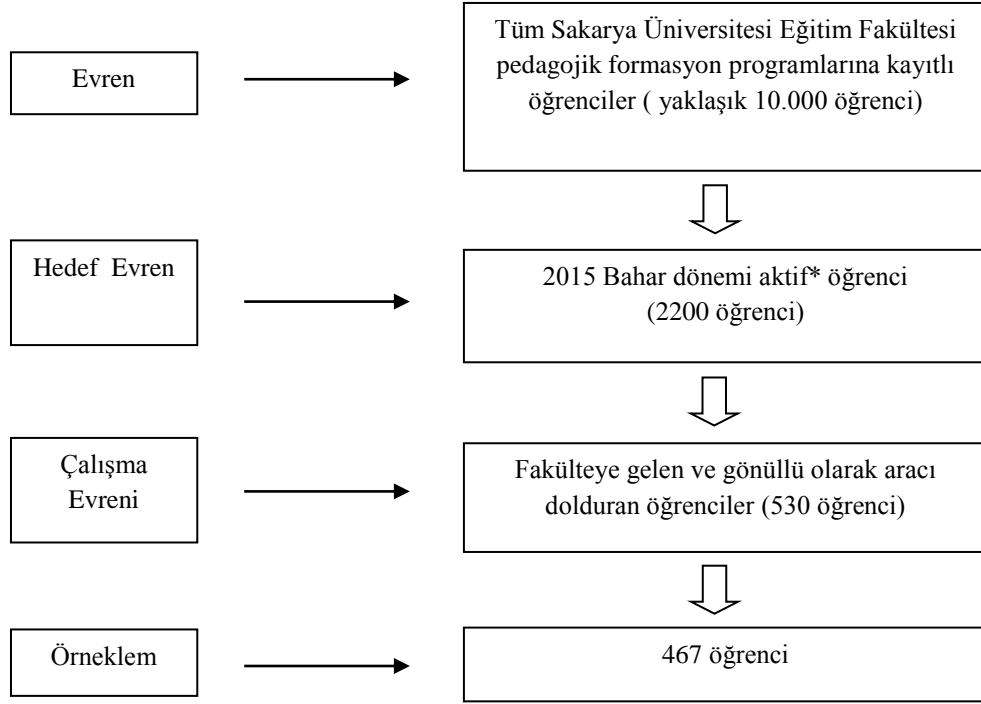 Evren
Tüm Sakarya Üniversitesi Eğitim Fakültesi
pedagojik formasyon programlarına kayıtlı
öğrenciler ( yaklaşık 10.000 öğrenci)
Hedef Evren
2015 Bahar dönemi aktif* öğrenci
(2200 öğrenci)
Çalışma
Evreni
Fakülteye gelen ve gönüllü olarak aracı
dolduran öğrenciler (530 öğrenci)
Örneklem
467 öğrenci